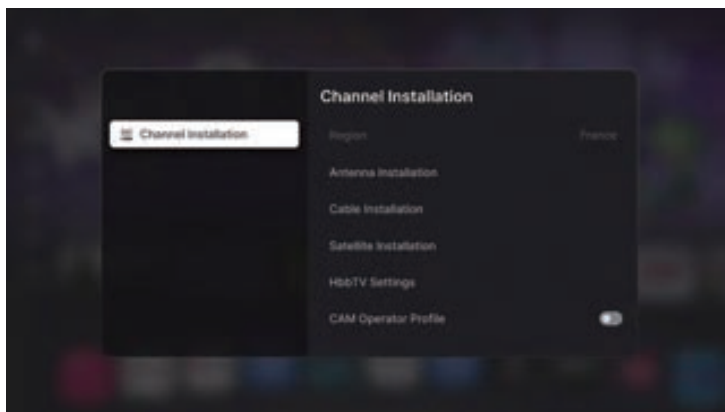 Channel Installation
Channel Installation
Region France
Antenna Installation
Cable Installation
Satellite Installation
HbbTV Settings
CAM Operator Profile